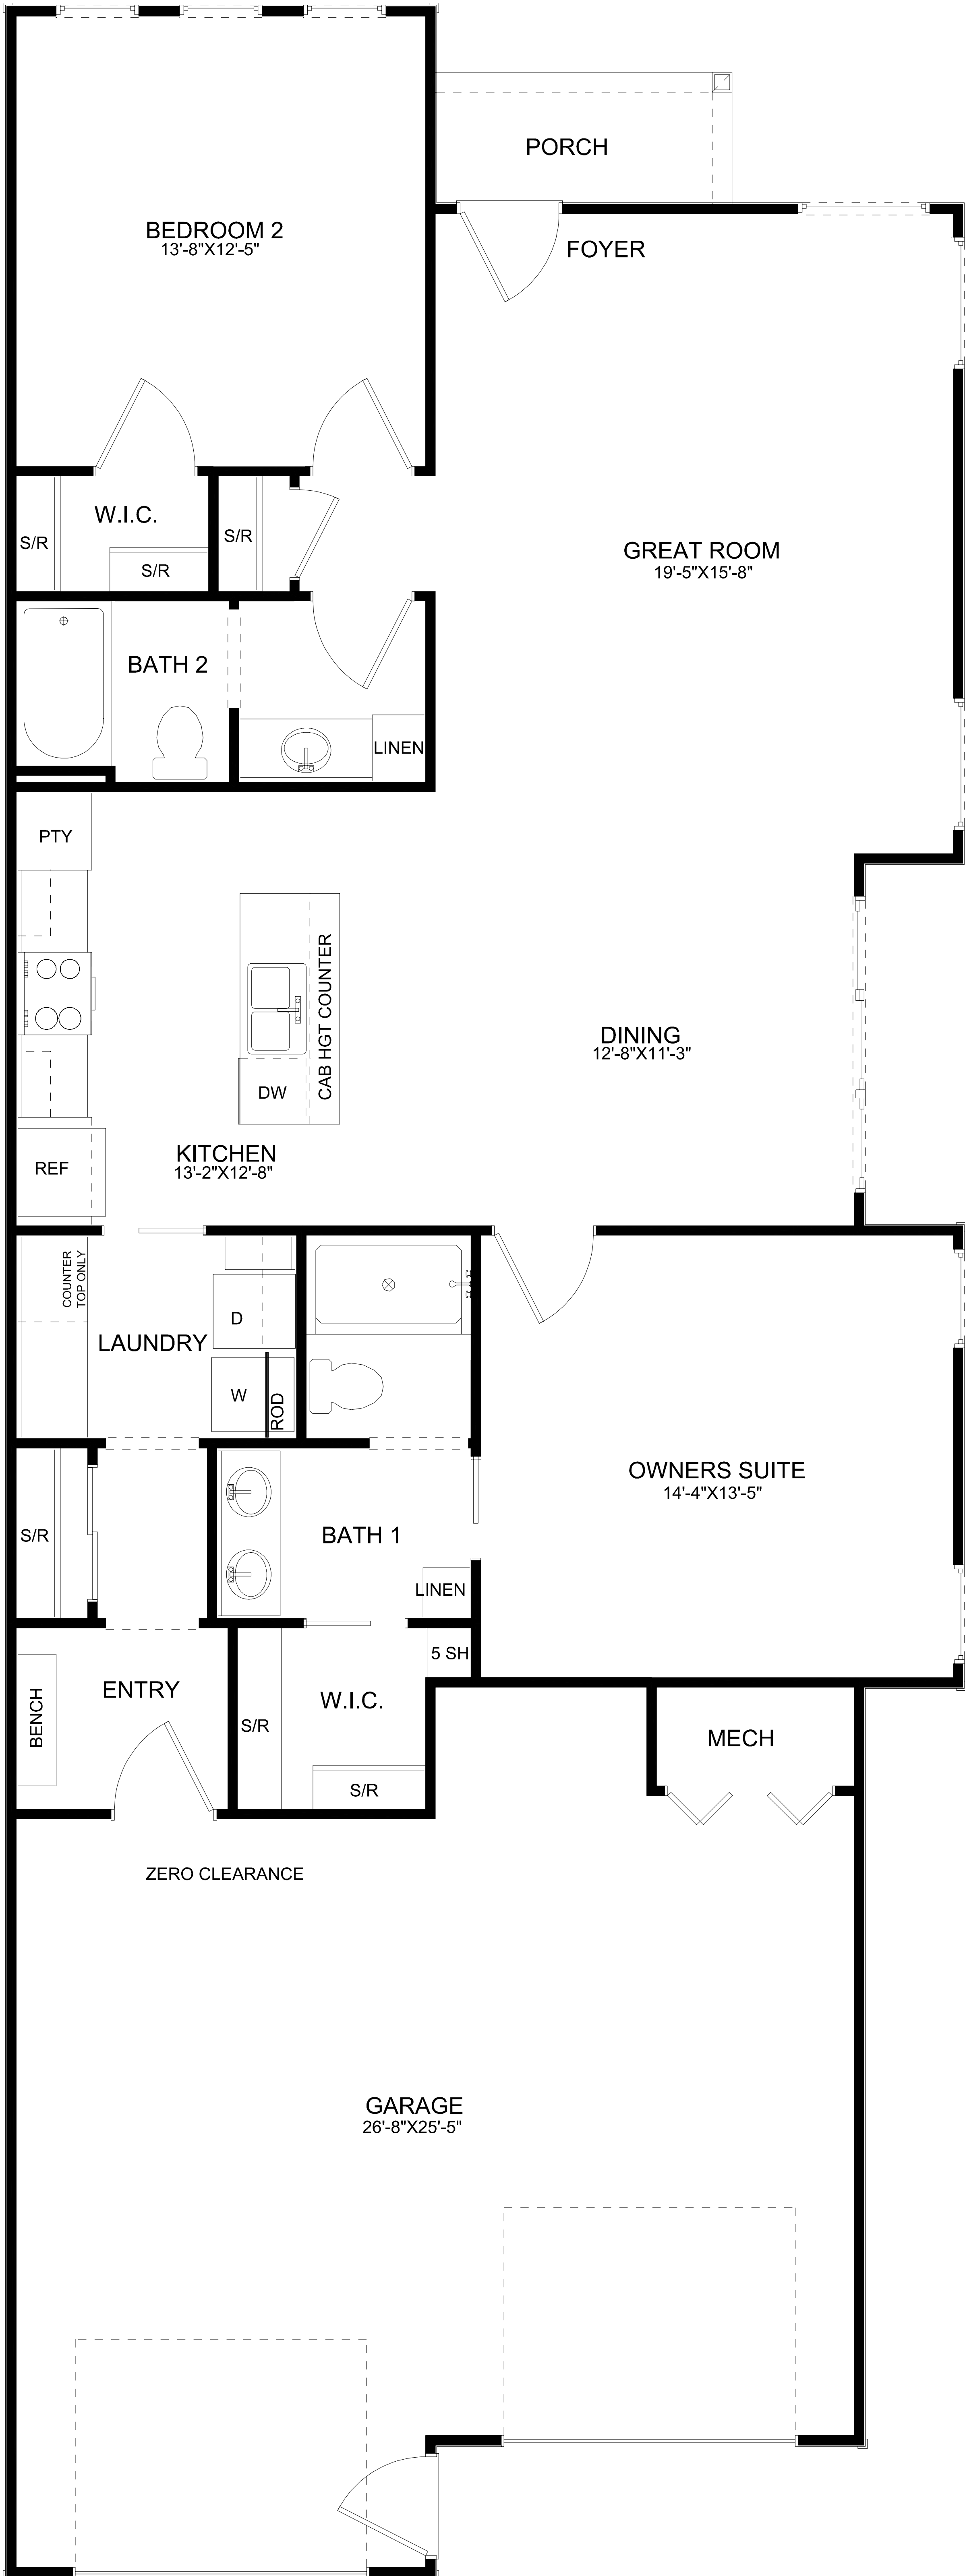 PORCH
BEDROOM 2
13'-8"X12'-5"
FOYER
W.I.C.
S/R
S/R
S/R
GREAT ROOM
19'-5"X15'-8"
BATH 2
LINEN
PTY
CAB HGT COUNTER
DW
DINING
12'-8"X11'-3"
KITCHEN
13'-2"X12'-8"
REF
COUNTER
TOP ONLY
D
LAUNDRY
W
ROD
OWNERS SUITE
14'-4"X13'-5"
S/R
BATH 1
LINEN
5 SH
ENTRY
BENCH
W.I.C.
S/R
S/R
MECH
ZERO CLEARANCE
GARAGE
26'-8"X25'-5"